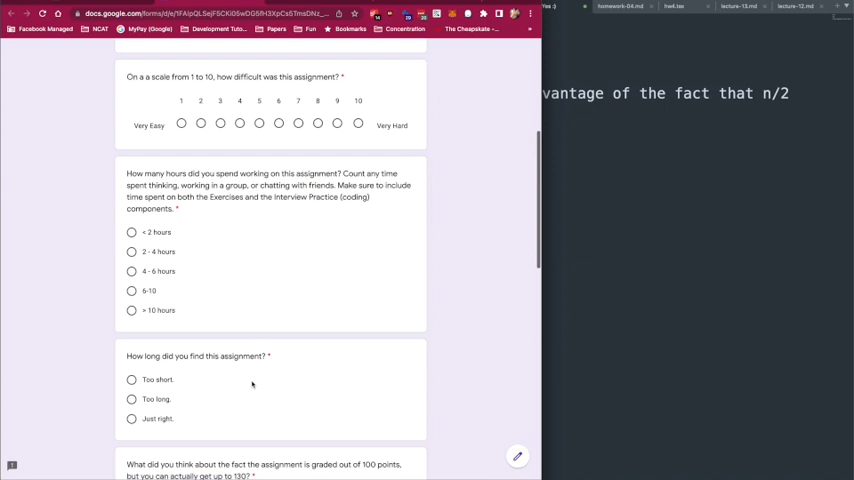 Yes :)
homework-04.md
hw4.tex
lecture-13.md
lecture-12.md
Facebook Managed
NCAT
MyPay (Google)
Papers
Fun
Bookmarks
Concentration
Development Tuto...
The Cheapskate -...
vantage of the fact that n/2
On a a scale from 1 to 10, how difficult was this assignment? *
1 2 3 4 5 6 7 8 9 10
Very Easy
Very Hard
How many hours did you spend working on this assignment? Count any time
spent thinking, working in a group, or chatting with friends. Make sure to include
time spent on both the Exercises and the Interview Practice (coding)
components. *
< 2 hours
2 - 4 hours
4 - 6 hours
6-10
> 10 hours
How long did you find this assignment? *
Too short.
Too long.
Just right.
What did you think about the fact the assignment is graded out of 100 points,
but you can actually get up to 130? *